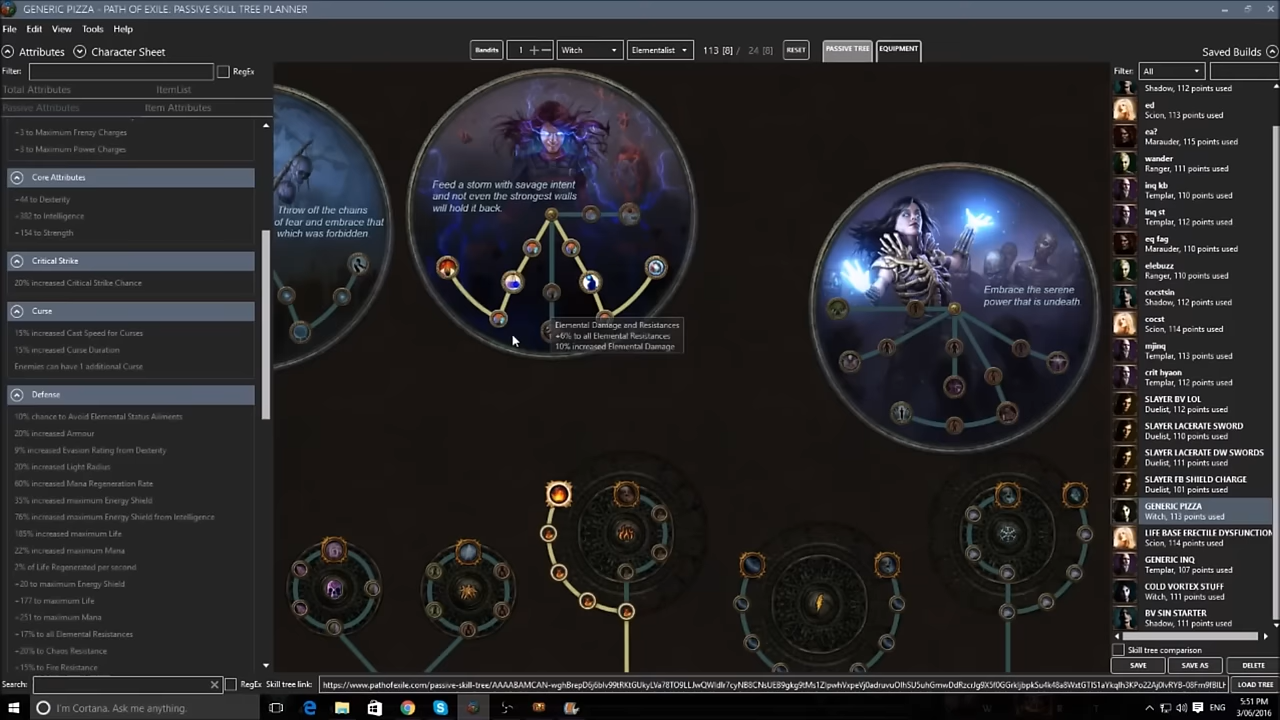 GENERIC PIZZA - PATH OF EXILE: PASSIVE SKILL TREE PLANNER
File Edit View Tools Help
Attributes Character Sheet
Bandits 1 +- Witch Elementalist 113 [8] / 24 [8] RESET PASSIVE TREE EQUIPMENT
Saved Builds
Filter: RegEx
Total Attributes ItemList
Passive Attributes Item Attributes
+3 to Maximum Frenzy Charges
+3 to Maximum Power Charges
Core Attributes
+44 to Dexterity
+382 to Intelligence
+154 to Strength
Critical Strike
20% increased Critical Strike Chance
Curse
15% increased Cast Speed for Curses
15% increased Curse Duration
Enemies can have 1 additional Curse
Defense
10% chance to Avoid Elemental Status Ailments
20% increased Armour
9% increased Evasion Rating from Dexterity
20% increased Light Radius
60% increased Mana Regeneration Rate
35% increased maximum Energy Shield
76% increased maximum Energy Shield from Intelligence
185% increased maximum Life
22% increased maximum Mana
2% of Life Regenerated per second
+20 to maximum Energy Shield
+177 to maximum Life
+251 to maximum Mana
+17% to all Elemental Resistances
+20% to Chaos Resistance
+15% to Fire Resistance
Throw off the chains
of fear and embrace that
which was forbidden.
Feed a storm with savage intent
and not even the strongest walls
will hold it back.
Elemental Damage and Resistances
+6% to all Elemental Resistances
10% increased Elemental Damage
Embrace the serene
power that is undeath.
Filter: All
Shadow, 112 points used
ed
Scion, 113 points used
ea?
Marauder, 115 points used
wander
Ranger, 111 points used
inq kb
Templar, 110 points used
inq st
Templar, 112 points used
eq fag
Marauder, 110 points used
elebuzz
Ranger, 110 points used
cocstsin
Shadow, 112 points used
cocst
Scion, 114 points used
mjinq
Templar, 113 points used
crit hyaon
Templar, 112 points used
SLAYER BV LOL
Duelist, 112 points used
SLAYER LACERATE SWORD
Duelist, 110 points used
SLAYER LACERATE DW SWORDS
Duelist, 111 points used
SLAYER FB SHIELD CHARGE
Duelist, 101 points used
GENERIC PIZZA
Witch, 113 points used
LIFE BASE ERECTILE DYSFUNCTION
Scion, 114 points used
GENERIC INQ
Templar, 107 points used
COLD VORTEX STUFF
Witch, 111 points used
BV SIN STARTER
Shadow, 111 points used
Skill tree comparison
SAVE SAVE AS DELETE
Search: RegEx Skill tree link: LOAD TREE
I'm Cortana. Ask me anything.
ENG
5:51 PM
3/06/2016